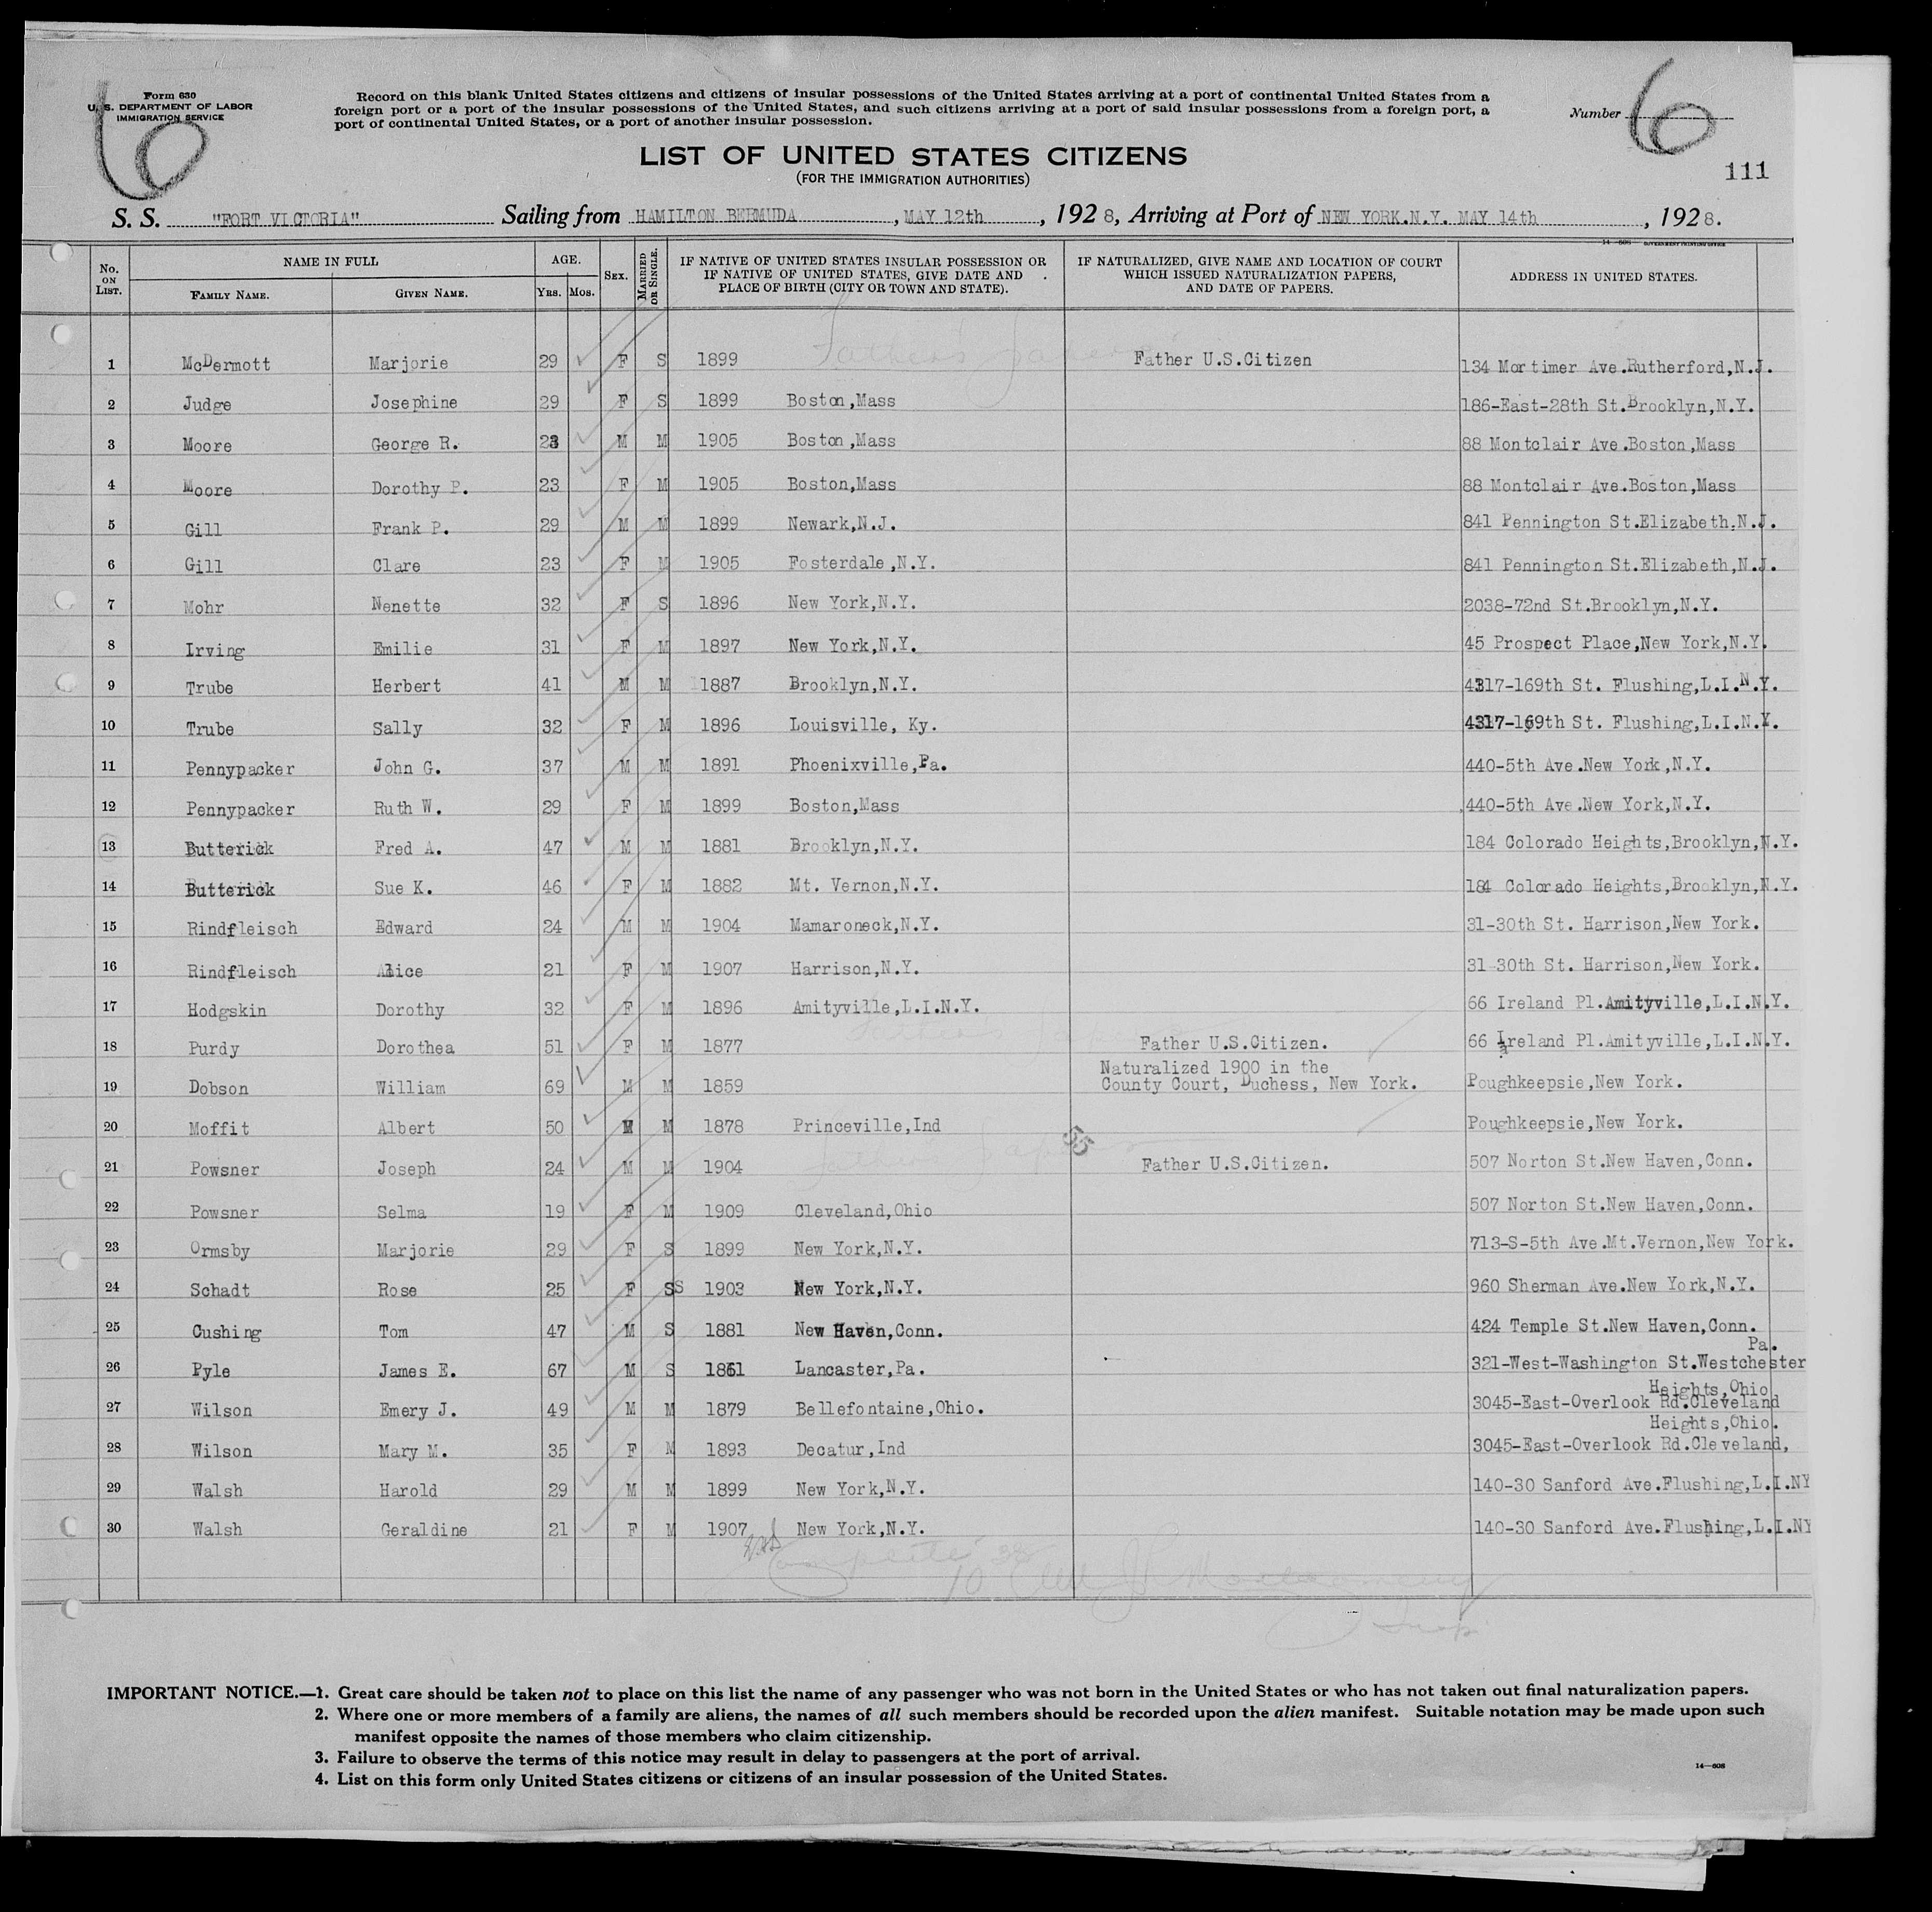 Form 630
U. S. DEPARTMENT OF LABOR
IMMIGRATION SERVICE
6
Record on this blank United States citizens and citizens of insular possessions of the United States arriving at a port of continental United States from a
foreign port or a port of the insular possessions of the United States, and such citizens arriving at a port of said insular possessions from a foreign port, a
port of continental United States, or a port of another insular possession.
Number 6
LIST OF UNITED STATES CITIZENS
(FOR THE IMMIGRATION AUTHORITIES)
111
S. S. "FORT VICTORIA" Sailing from HAMILTON BERMUDA, MAY 12th, 1928, Arriving at Port of NEW YORK.N.Y. MAY 14th, 1928.
No. ON LIST. NAME IN FULL FAMILY NAME. GIVEN NAME. AGE. YRS. MOS. SEX. MARRIED OR SINGLE. IF NATIVE OF UNITED STATES INSULAR POSSESSION OR IF NATIVE OF UNITED STATES, GIVE DATE AND PLACE OF BIRTH (CITY OR TOWN AND STATE). IF NATURALIZED, GIVE NAME AND LOCATION OF COURT WHICH ISSUED NATURALIZATION PAPERS, AND DATE OF PAPERS. ADDRESS IN UNITED STATES.
1 McDermott Marjorie 29 F S 1899 Father U.S.Citizen 134 Mortimer Ave.Rutherford,N.J.
2 Judge Josephine 29 F S 1899 Boston,Mass 186-East-28th St.Brooklyn,N.Y.
3 Moore George R. 23 M M 1905 Boston,Mass 88 Montclair Ave.Boston,Mass
4 Moore Dorothy P. 23 F M 1905 Boston,Mass 88 Montclair Ave.Boston,Mass
5 Gill Frank P. 29 M M 1899 Newark,N.J. 841 Pennington St.Elizabeth.N.J.
6 Gill Clare 23 F M 1905 Fosterdale,N.Y. 841 Pennington St.Elizabeth,N.J.
7 Mohr Nenette 32 F S 1896 New York,N.Y. 2038-72nd St.Brooklyn,N.Y.
8 Irving Emilie 31 F M 1897 New York,N.Y. 45 Prospect Place,New York,N.Y.
9 Trube Herbert 41 M M 1887 Brooklyn,N.Y. 4317-169th St. Flushing,L.I.N.Y.
10 Trube Sally 32 F M 1896 Louisville, Ky. 4317-169th St. Flushing,L.I.N.Y.
11 Pennypacker John G. 37 M M 1891 Phoenixville,Pa. 440-5th Ave.New York,N.Y.
12 Pennypacker Ruth W. 29 F M 1899 Boston,Mass 440-5th Ave.New York,N.Y.
13 Butterick Fred A. 47 M M 1881 Brooklyn,N.Y. 184 Colorado Heights,Brooklyn,N.Y.
14 Butterick Sue K. 46 F M 1882 Mt. Vernon,N.Y. 184 Colorado Heights,Brooklyn,N.Y.
15 Rindfleisch Edward 24 M M 1904 Mamaroneck,N.Y. 31-30th St. Harrison,New York.
16 Rindfleisch Alice 21 F M 1907 Harrison,N.Y. 31-30th St. Harrison,New York.
17 Hodgskin Dorothy 32 F M 1896 Amityville,L.I.N.Y. 66 Ireland Pl.Amityville,L.I.N.Y.
18 Purdy Dorothea 51 F M 1877 Father U.S.Citizen. 66 Ireland Pl.Amityville,L.I.N.Y.
19 Dobson William 69 M M 1859 Naturalized 1900 in the County Court, Duchess, New York. Poughkeepsie,New York.
20 Moffit Albert 50 M M 1878 Princeville,Ind Poughkeepsie,New York.
55
21 Powsner Joseph 24 M M 1904 Father U.S.Citizen. 507 Norton St.New Haven,Conn.
22 Powsner Selma 19 F M 1909 Cleveland,Ohio 507 Norton St.New Haven,Conn.
23 Ormsby Marjorie 29 F S 1899 New York,N.Y. 713-S-5th Ave.Mt.Vernon,New York.
24 Schadt Rose 25 F SS 1903 New York,N.Y. 960 Sherman Ave.New York,N.Y.
25 Cushing Tom 47 M S 1881 New Haven,Conn. 424 Temple St.New Haven,Conn.
26 Pyle James E. 67 M S 1861 Lancaster,Pa. 321-West-Washington St.Westchester Pa.
27 Wilson Emery J. 49 M M 1879 Bellefontaine,Ohio. 3045-East-Overlook Rd.Cleveland Heights,Ohio
28 Wilson Mary M. 35 F M 1893 Decatur,Ind 3045-East-Overlook Rd.Cleveland, Heights,Ohio.
29 Walsh Harold 29 M M 1899 New York,N.Y. 140-30 Sanford Ave.Flushing,L.I.NY
30 Walsh Geraldine 21 F M 1907 New York,N.Y. 140-30 Sanford Ave.Flushing,L.I.NY
IMPORTANT NOTICE.—1. Great care should be taken not to place on this list the name of any passenger who was not born in the United States or who has not taken out final naturalization papers.
2. Where one or more members of a family are aliens, the names of all such members should be recorded upon the alien manifest. Suitable notation may be made upon such
manifest opposite the names of those members who claim citizenship.
3. Failure to observe the terms of this notice may result in delay to passengers at the port of arrival.
4. List on this form only United States citizens or citizens of an insular possession of the United States.
14—608